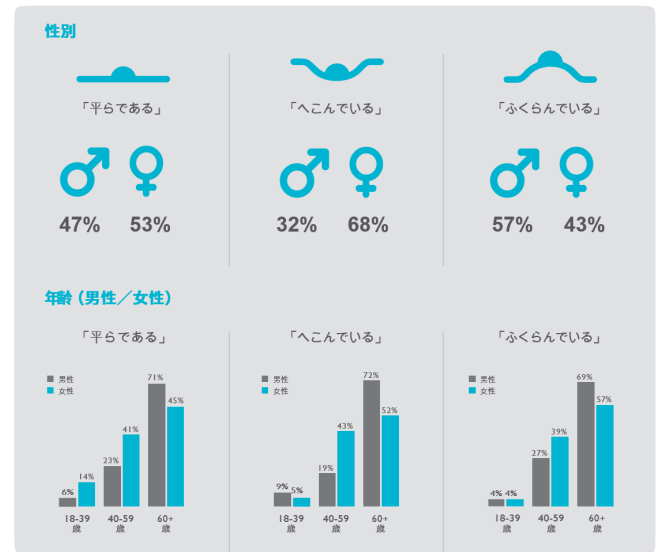 性別
「平らである」
「へこんでいる」
「ふくらんでいる」
47% 53%
32% 68%
57% 43%
年齢（男性／女性）
「平らである」
男性
女性
6%
14%
23%
41%
71%
45%
18-39
歳
40-59
歳
60+
歳
「へこんでいる」
男性
女性
9%
5%
19%
43%
72%
52%
18-39
歳
40-59
歳
60+
歳
「ふくらんでいる」
男性
女性
4%
4%
27%
39%
69%
57%
18-39
歳
40-59
歳
60+
歳